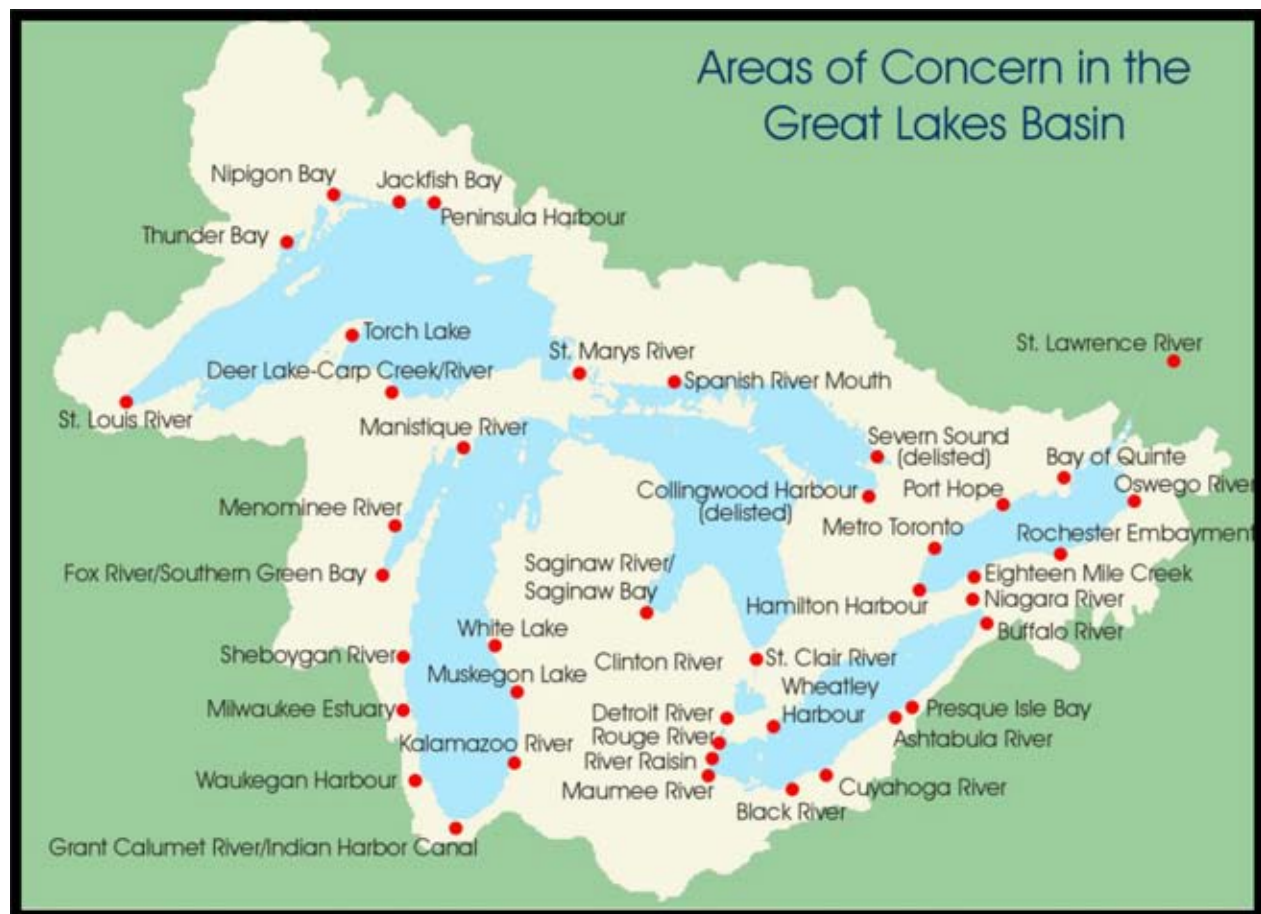 Areas of Concern in the
Great Lakes Basin
Nipigon Bay
Jackfish Bay
Peninsula Harbour
Thunder Bay
Torch Lake
St. Marys River
St. Lawrence River
Deer Lake-Carp Creek/River
Spanish River Mouth
St. Louis River
Manistique River
Severn Sound
(delisted)
Bay of Quinte
Collingwood Harbour
(delisted)
Port Hope
Oswego River
Menominee River
Metro Toronto
Rochester Embayment
Saginaw River/
Saginaw Bay
Fox River/Southern Green Bay
Eighteen Mile Creek
Hamilton Harbour
Niagara River
White Lake
Buffalo River
Sheboygan River
Clinton River
St. Clair River
Muskegon Lake
Wheatley
Harbour
Milwaukee Estuary
Detroit River
Presque Isle Bay
Rouge River
Ashtabula River
Kalamazoo River
River Raisin
Waukegan Harbour
Maumee River
Cuyahoga River
Black River
Grant Calumet River/Indian Harbor Canal